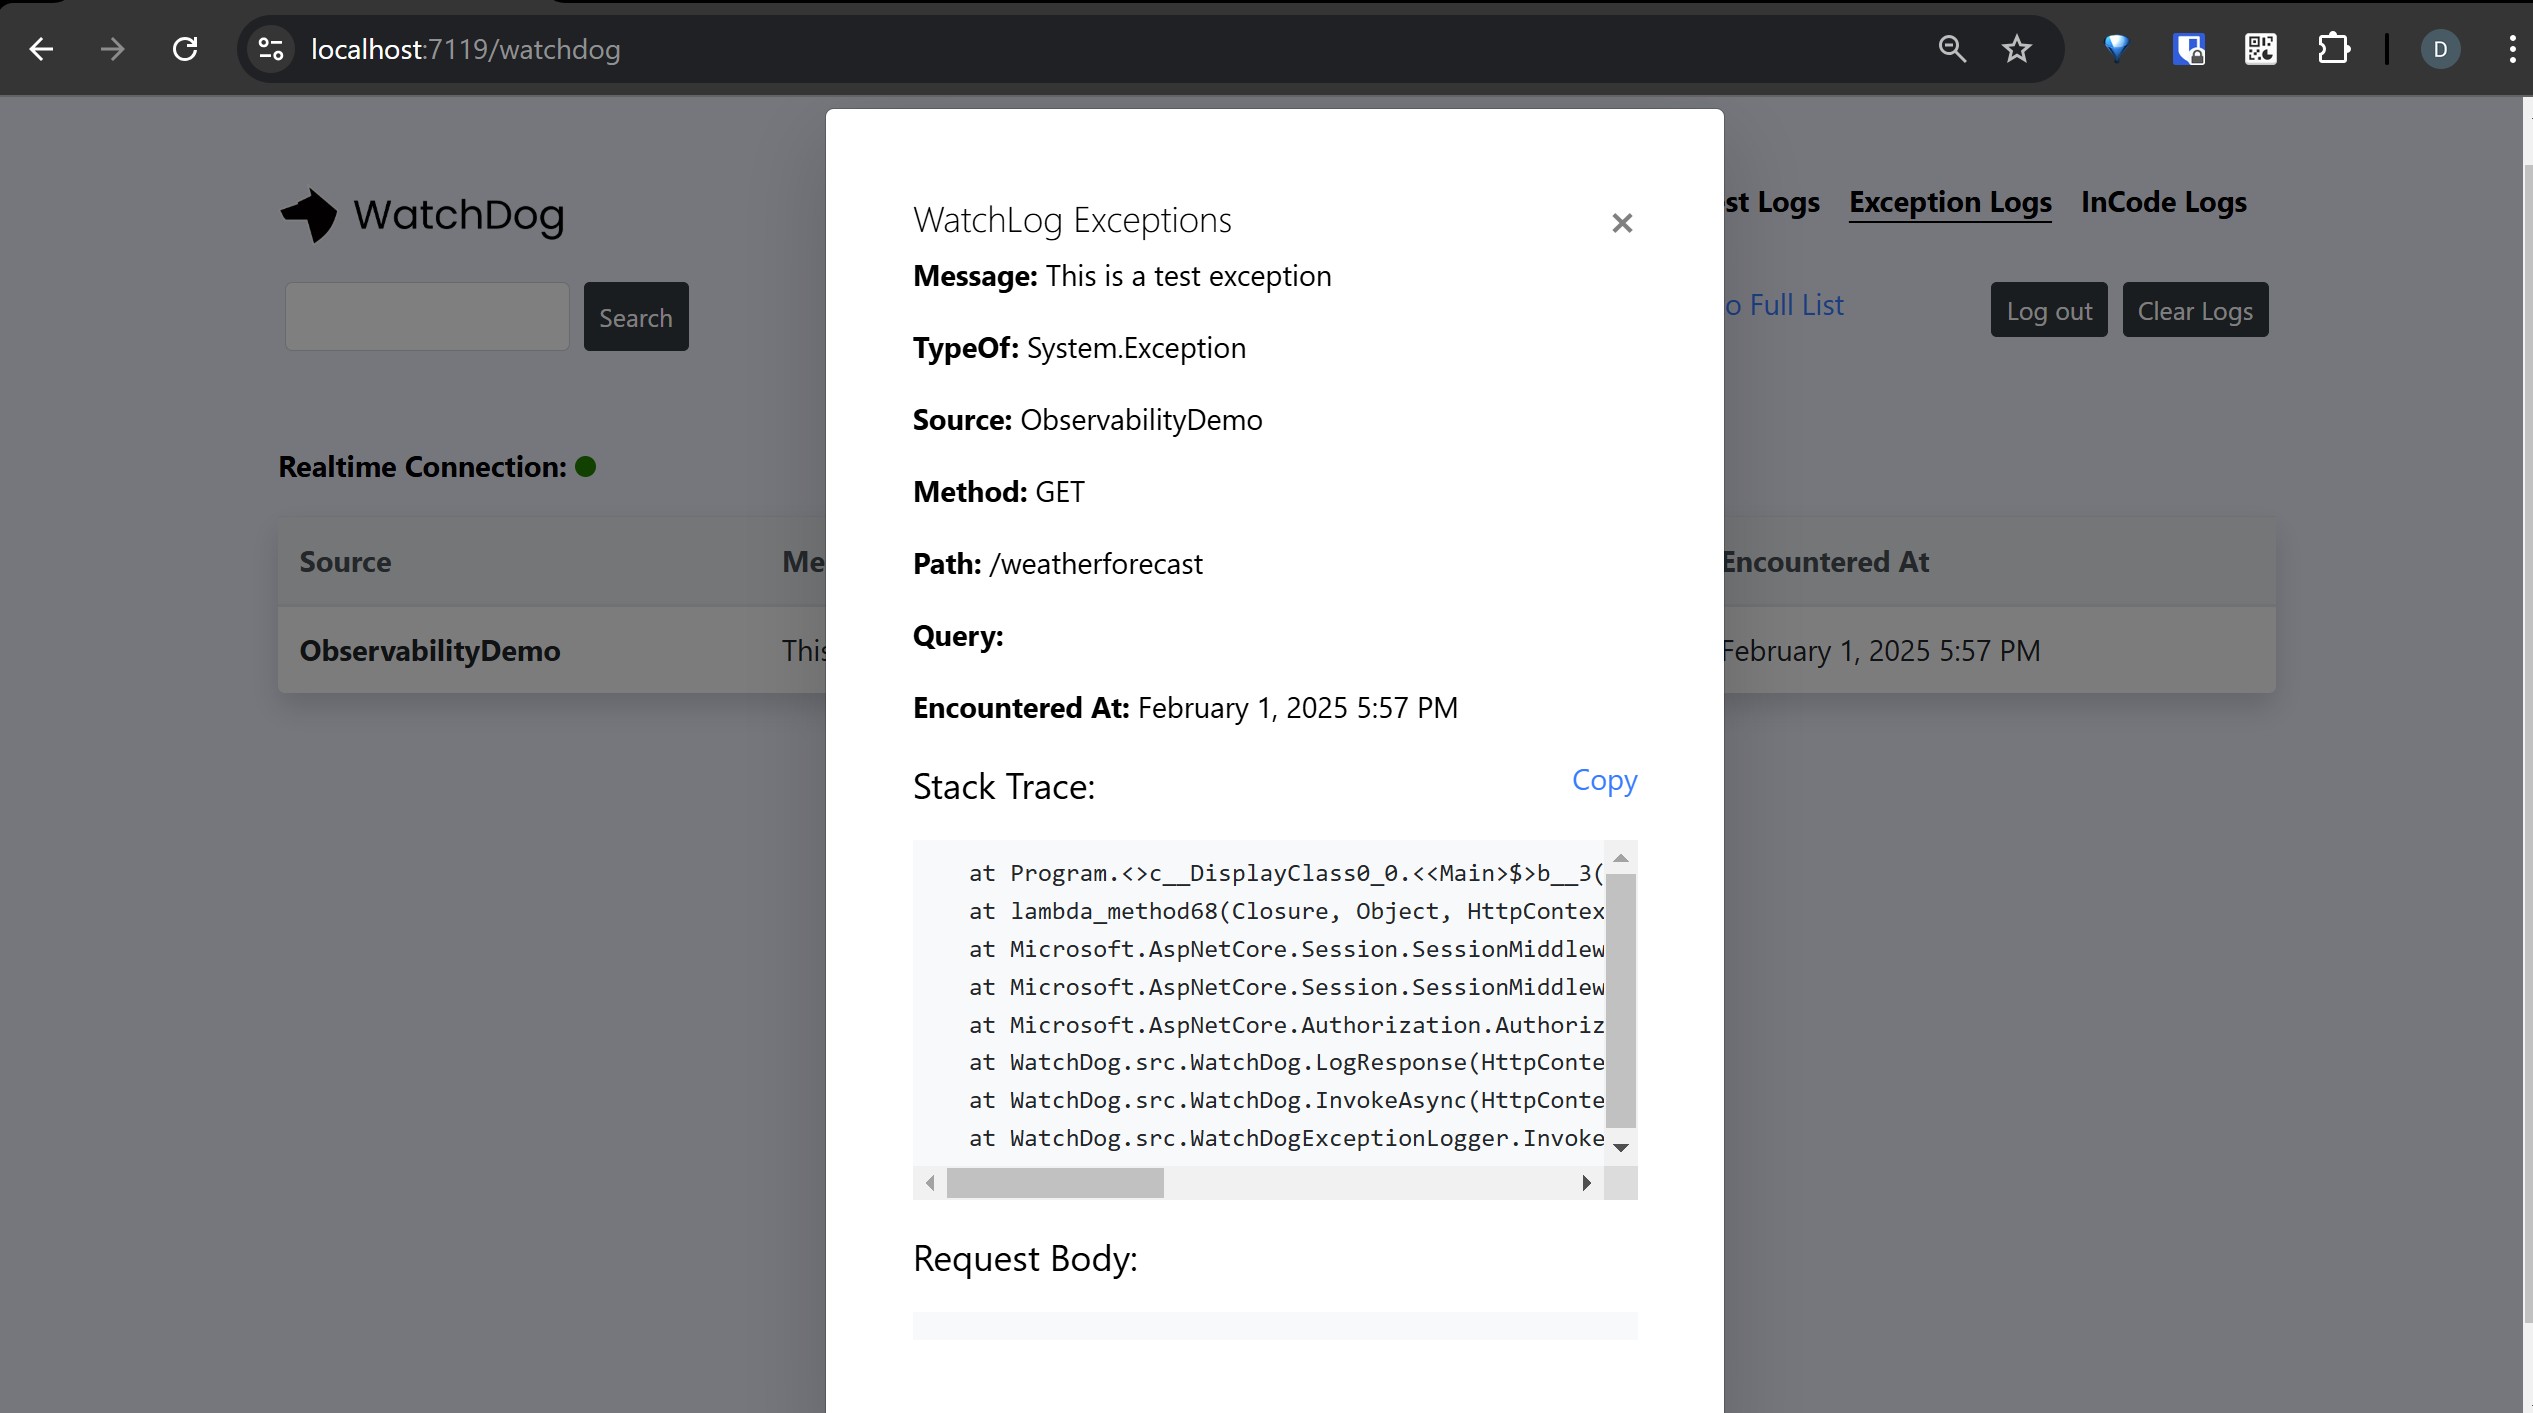 localhost:7119/watchdog
D
WatchDog
st Logs Exception Logs InCode Logs
Search
o Full List
Log out Clear Logs
Realtime Connection:
Source Me Encountered At
ObservabilityDemo This February 1, 2025 5:57 PM
WatchLog Exceptions ×
Message: This is a test exception
TypeOf: System.Exception
Source: ObservabilityDemo
Method: GET
Path: /weatherforecast
Query:
Encountered At: February 1, 2025 5:57 PM
Stack Trace: Copy
at Program.<>c__DisplayClass0_0.<<Main>$>b__3(
at lambda_method68(Closure, Object, HttpContex
at Microsoft.AspNetCore.Session.SessionMiddlew
at Microsoft.AspNetCore.Session.SessionMiddlew
at Microsoft.AspNetCore.Authorization.Authoriz
at WatchDog.src.WatchDog.LogResponse(HttpConte
at WatchDog.src.WatchDog.InvokeAsync(HttpConte
at WatchDog.src.WatchDogExceptionLogger.Invoke
Request Body: